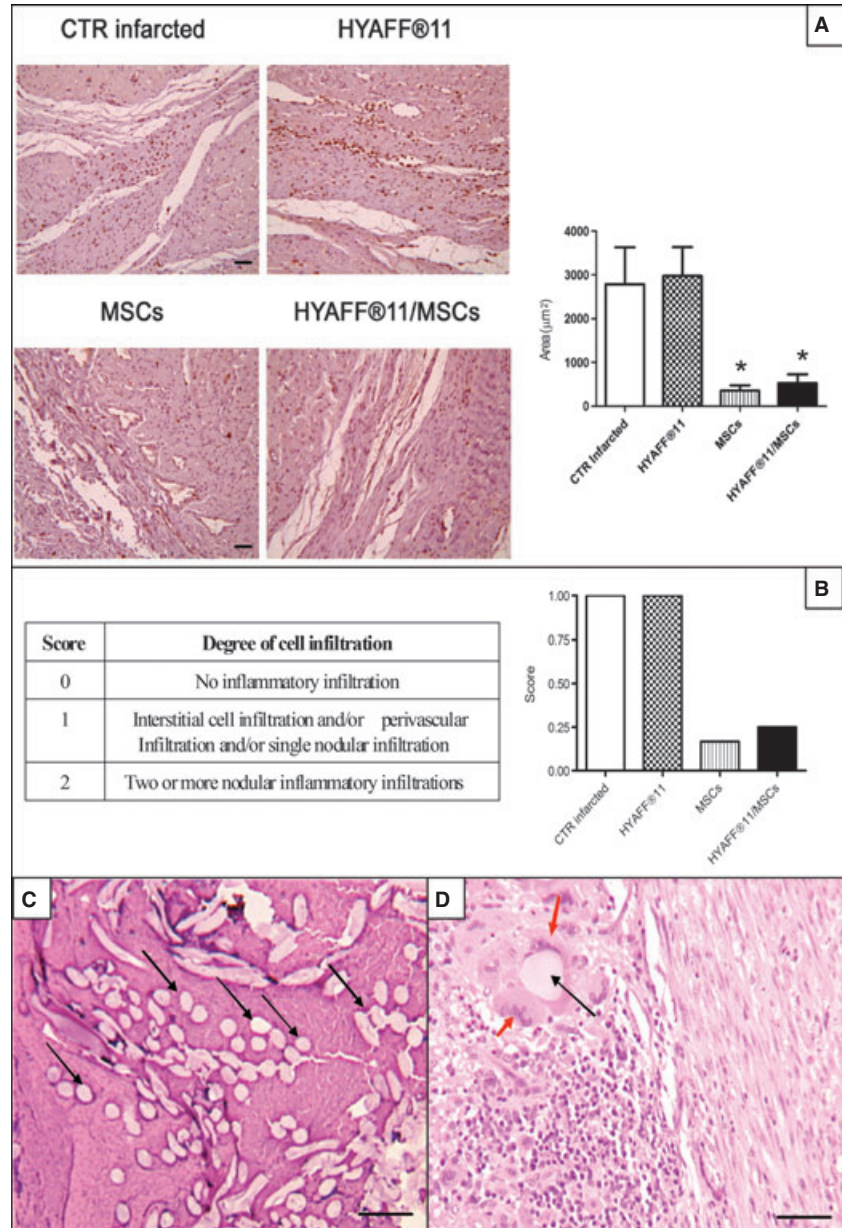 CTR infarcted
HYAFF®11
A
MSCs
HYAFF®11/MSCs
4000
3000
2000
1000
0
Area(µm²)
*
*
CTR Infarcted
HYAFF®11
MSCs
HYAFF®11/MSCs
B
Score
Degree of cell infiltration
0
No inflammatory infiltration
1
Interstitial cell infiltration and/or perivascular
Infiltration and/or single nodular infiltration
2
Two or more nodular inflammatory infiltrations
1.00
0.75
0.50
0.25
0.00
Score
CTR infarcted
HYAFF®11
MSCs
HYAFF®11/MSCs
C
D